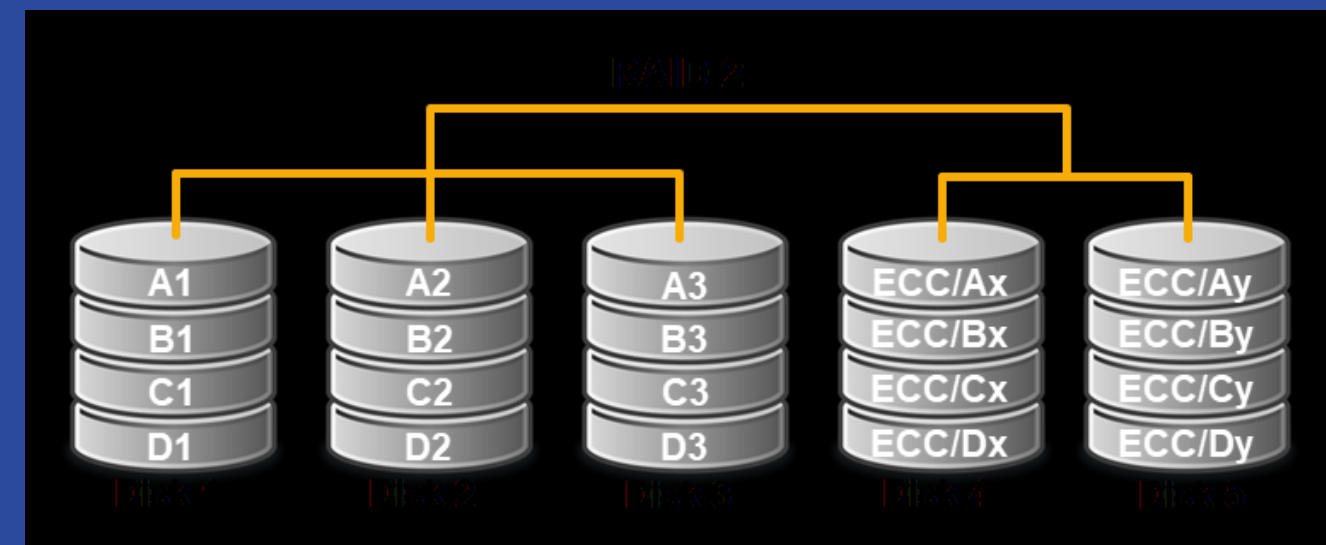 RAID 2
A1 A2 A3 ECC/Ax ECC/Ay
B1 B2 B3 ECC/Bx ECC/By
C1 C2 C3 ECC/Cx ECC/Cy
D1 D2 D3 ECC/Dx ECC/Dy
Disk 1 Disk 2 Disk 3 Disk 4 Disk 5